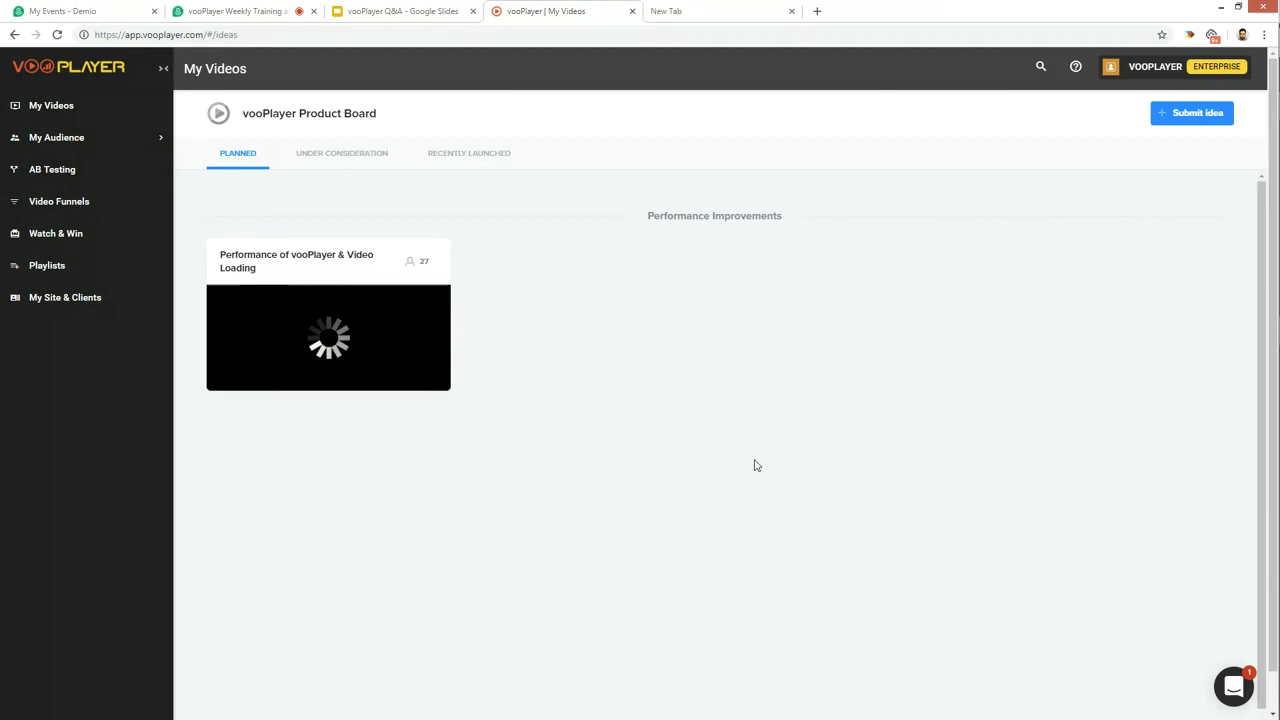 My Events - Demo
vooPlayer Weekly Training a
vooPlayer Q&A - Google Slides
vooPlayer | My Videos
New Tab
https://app.vooplayer.com/#/ideas
9+
VOOPLAYER
My Videos
VOOPLAYER
ENTERPRISE
My Videos
My Audience
AB Testing
Video Funnels
Watch & Win
Playlists
My Site & Clients
vooPlayer Product Board
Submit idea
PLANNED
UNDER CONSIDERATION
RECENTLY LAUNCHED
Performance Improvements
Performance of vooPlayer & Video
Loading
27
1